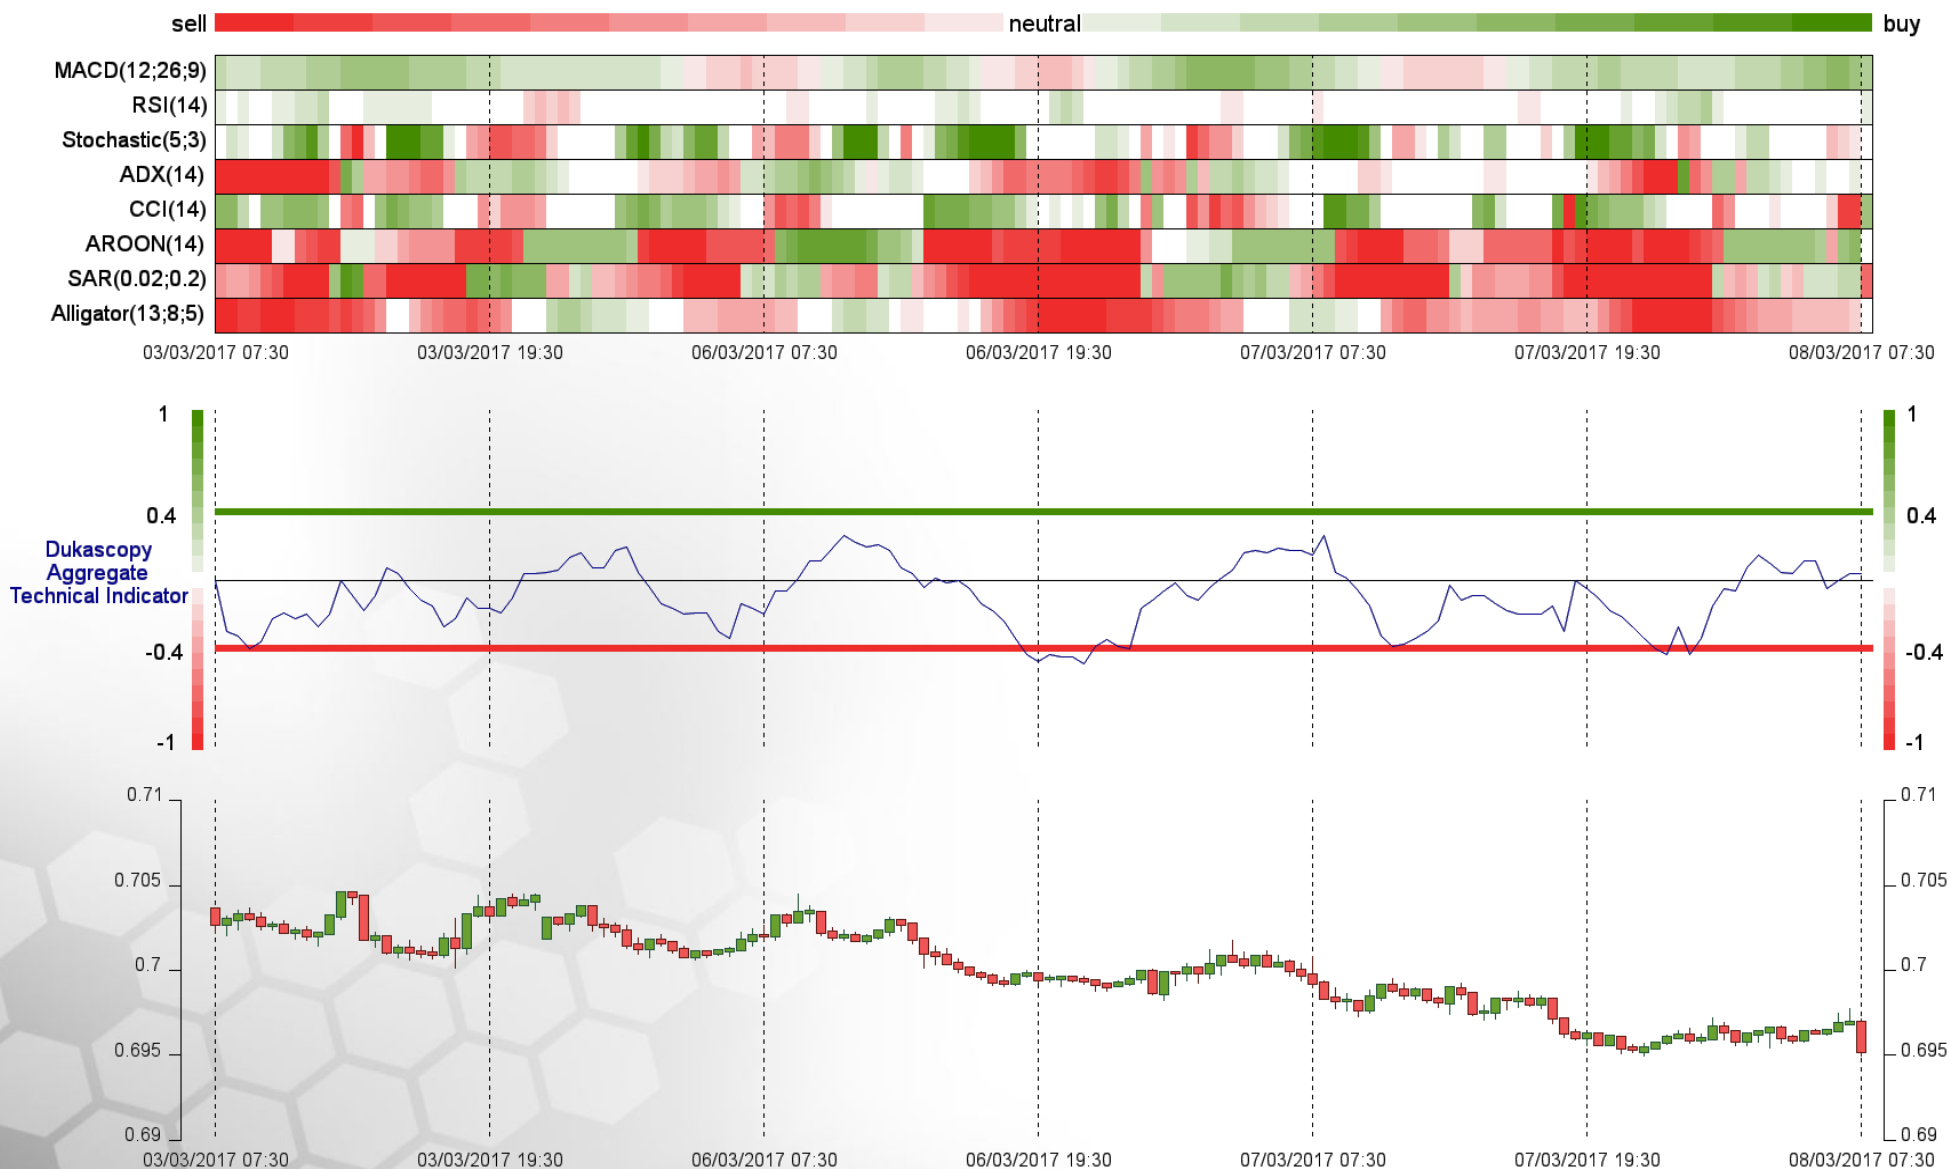 sell neutral buy
MACD(12;26;9)
RSI(14)
Stochastic(5;3)
ADX(14)
CCI(14)
AROON(14)
SAR(0.02;0.2)
Alligator(13;8;5)
03/03/2017 07:30 03/03/2017 19:30 06/03/2017 07:30 06/03/2017 19:30 07/03/2017 07:30 07/03/2017 19:30 08/03/2017 07:30
1 1
0.4 0.4
Dukascopy
Aggregate
Technical Indicator
-0.4 -0.4
-1 -1
0.71 0.71
0.705 0.705
0.7 0.7
0.695 0.695
0.69 0.69
03/03/2017 07:30 03/03/2017 19:30 06/03/2017 07:30 06/03/2017 19:30 07/03/2017 07:30 07/03/2017 19:30 08/03/2017 07:30